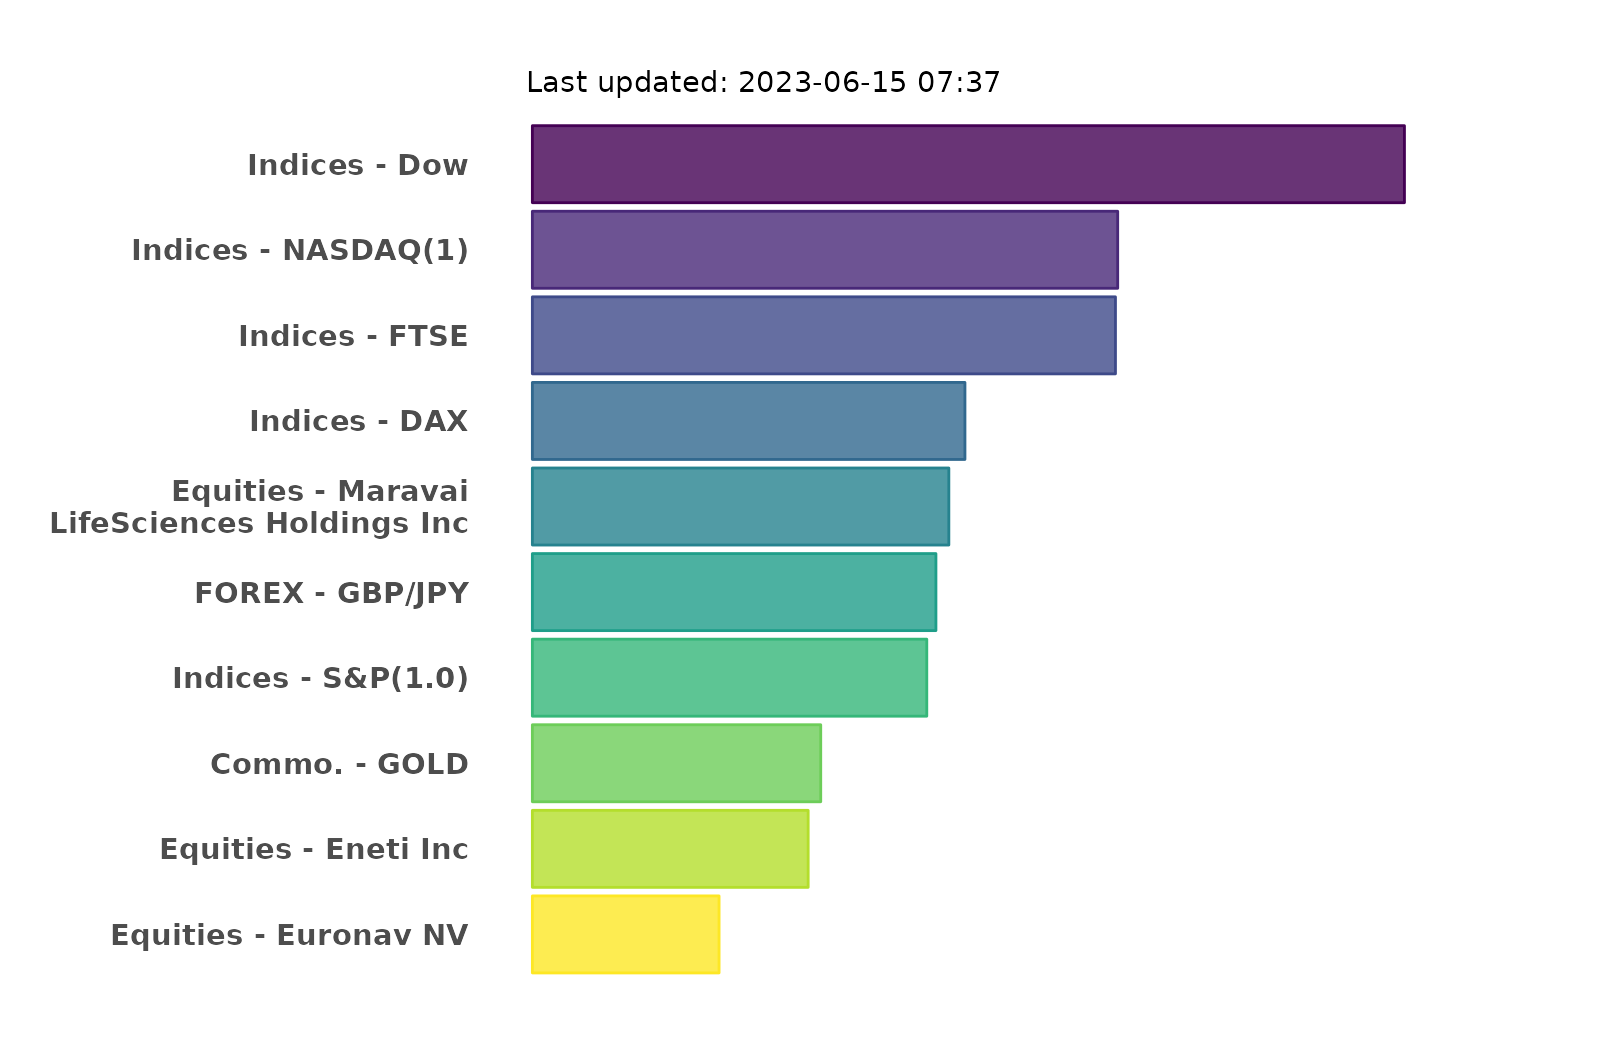 Last updated: 2023-06-15 07:37
Indices - Dow
Indices - NASDAQ(1)
Indices - FTSE
Indices - DAX
Equities - Maravai
LifeSciences Holdings Inc
FOREX - GBP/JPY
Indices - S&P(1.0)
Commo. - GOLD
Equities - Eneti Inc
Equities - Euronav NV